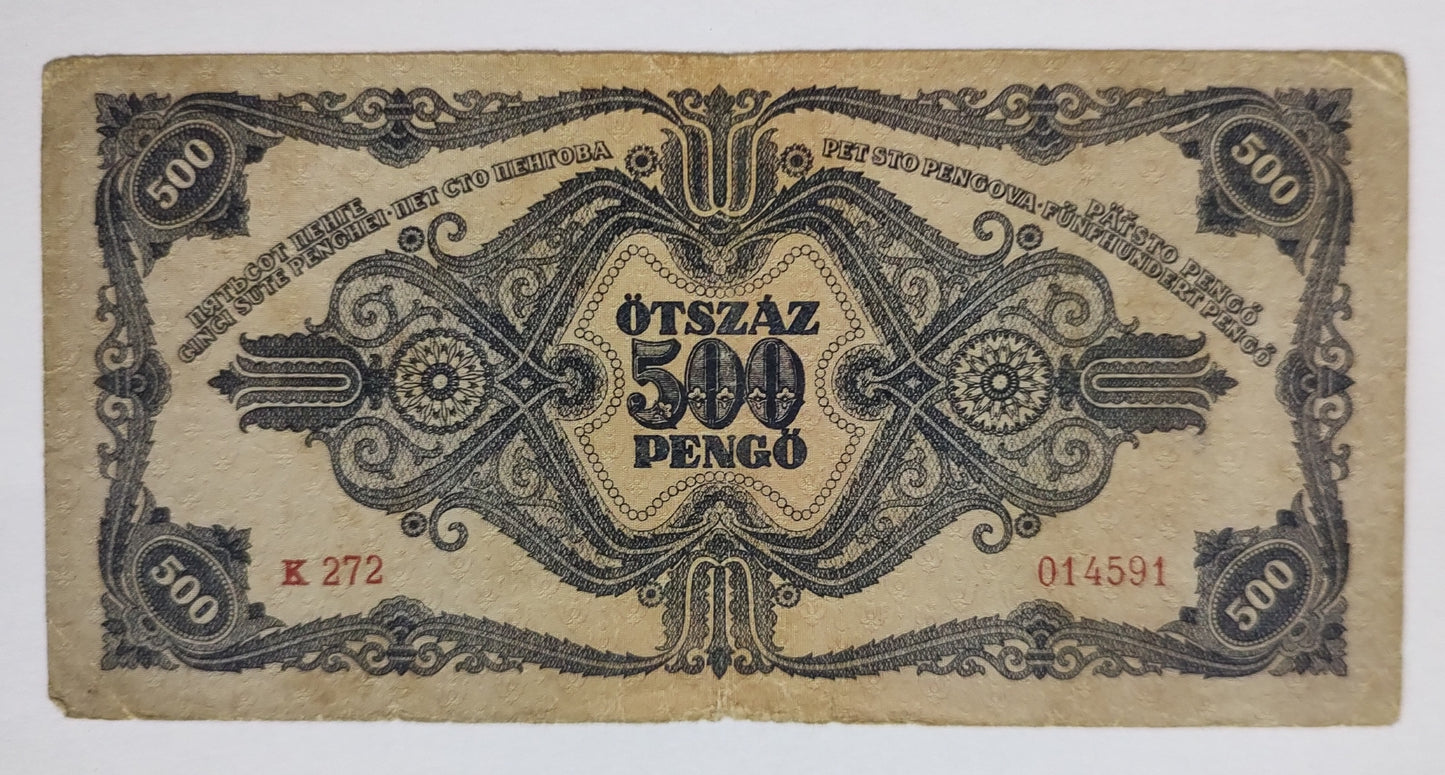 500
500
ПЯТЬСОТ ПЕНГЕ
CINCI SUTE PENGHEI · ПЕТ СТО ПЕНГОВА
PET STO PENGOVA · FÜNFHUNDERT PENGŐ
PÄŤSTO PENGŐ
ÖTSZÁZ
500
PENGŐ
K 272
014591
500
500